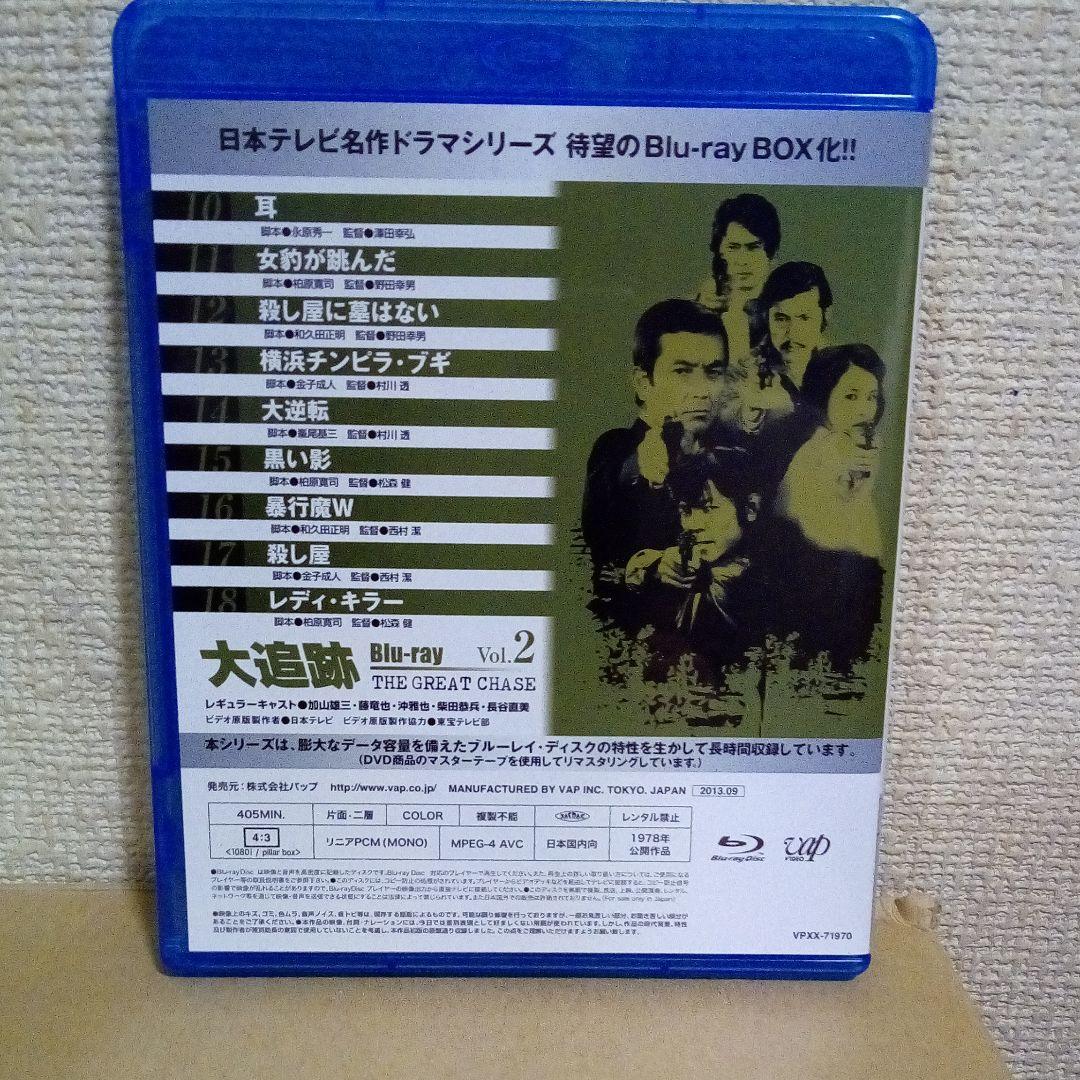 日本テレビ名作ドラマシリーズ 待望のBlu-ray BOX化!!
10 耳
脚本●永原秀一 監督●澤田幸弘
11 女豹が跳んだ
脚本●柏原寛司 監督●野田幸男
12 殺し屋に墓はない
脚本●和久田正明 監督●野田幸男
13 横浜チンピラ・ブギ
脚本●金子成人 監督●村川 透
14 大逆転
脚本●峯尾基三 監督●村川 透
15 黒い影
脚本●柏原寛司 監督●松森 健
16 暴行魔W
脚本●和久田正明 監督●西村 潔
17 殺し屋
脚本●金子成人 監督●西村 潔
18 レディ・キラー
脚本●柏原寛司 監督●松森 健
大追跡 Blu-ray Vol.2
THE GREAT CHASE
レギュラーキャスト●加山雄三・藤竜也・沖雅也・柴田恭兵・長谷直美
ビデオ原版製作者●日本テレビ ビデオ原版製作協力●東宝テレビ部
本シリーズは、膨大なデータ容量を備えたブルーレイ・ディスクの特性を生かして長時間収録しています。
(DVD商品のマスターテープを使用してリマスタリングしています。)
発売元:株式会社バップ http://www.vap.co.jp/ MANUFACTURED BY VAP INC. TOKYO. JAPAN 2013.09
405MIN. 片面・二層 COLOR 複製不能 レンタル禁止
4:3 <1080i / pillar box> リニアPCM(MONO) MPEG-4 AVC 日本国内向 1978年 公開作品
Blu-ray Disc vap VIDEO
VPXX-71970